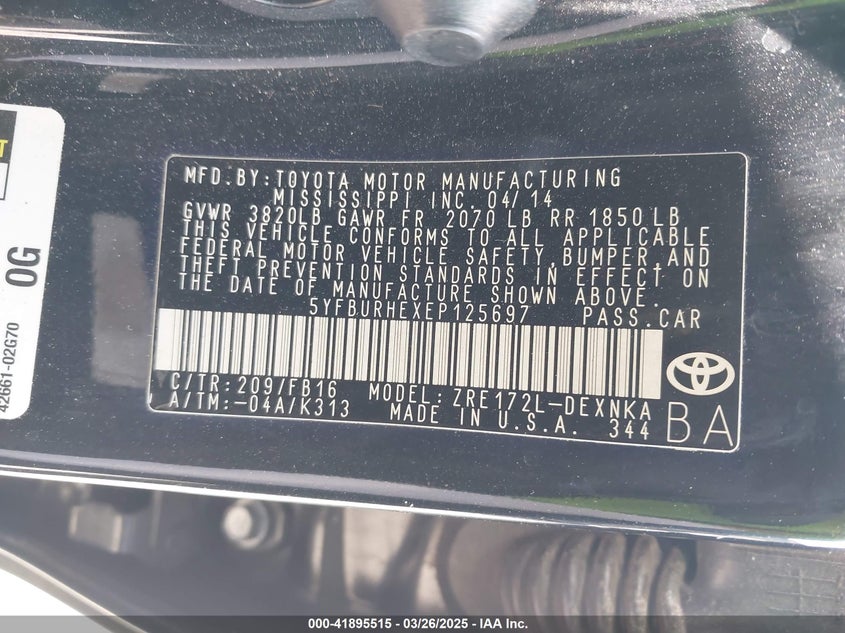 T
0G
42661-02G70
MFD.BY:TOYOTA MOTOR MANUFACTURING
MISSISSIPPI INC. 04/14
GVWR 3820LB GAWR FR 2070 LB RR 1850 LB
THIS VEHICLE CONFORMS TO ALL APPLICABLE
FEDERAL MOTOR VEHICLE SAFETY,BUMPER,AND
THEFT PREVENTION STANDARDS IN EFFECT ON
THE DATE OF MANUFACTURE SHOWN ABOVE.
5YFBURHEXEP125697 PASS.CAR
C/TR:209/FB16 MODEL:ZRE172L-DEXNKA
A/TM:-04A/K313 MADE IN U.S.A. 344
BA
000-41895515 - 03/26/2025 - IAA Inc.